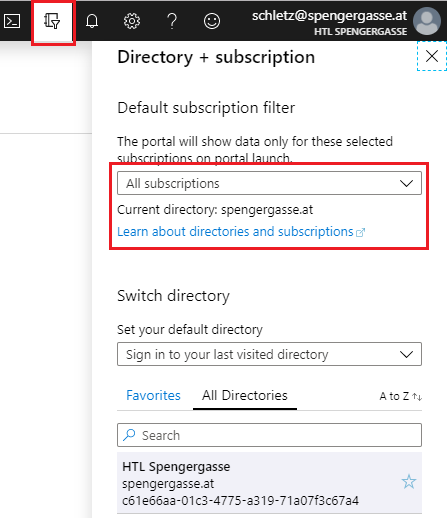 schletz@spengergasse.at
HTL SPENGERGASSE
Directory + subscription
Default subscription filter
The portal will show data only for these selected
subscriptions on portal launch.
All subscriptions
Current directory: spengergasse.at
Learn about directories and subscriptions
Switch directory
Set your default directory
Sign in to your last visited directory
Favorites All Directories A to Z ↑↓
Search
HTL Spengergasse
spengergasse.at
c61e66aa-01c3-4775-a319-71a07f3c67a4